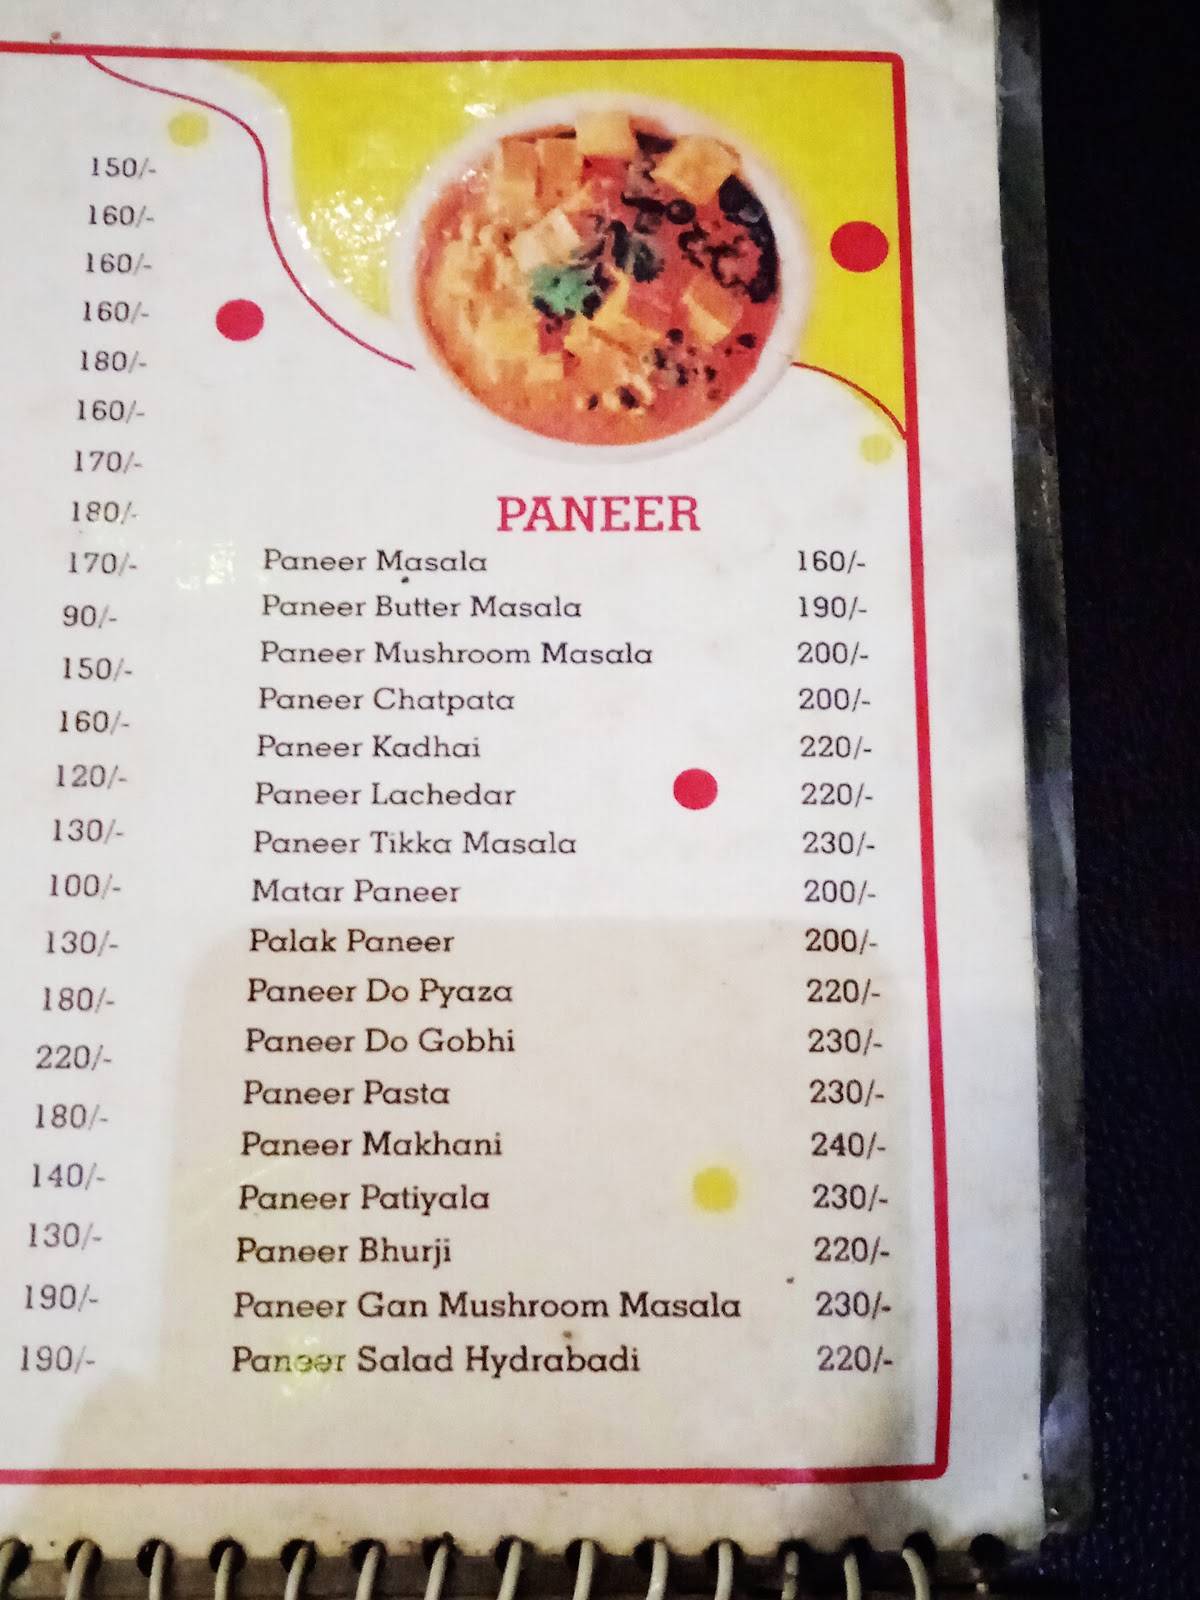 150/-
160/-
160/-
160/-
180/-
160/-
170/-
180/-
170/-
90/-
150/-
160/-
120/-
130/-
100/-
130/-
180/-
220/-
180/-
140/-
130/-
190/-
190/-
PANEER
Paneer Masala 160/-
Paneer Butter Masala 190/-
Paneer Mushroom Masala 200/-
Paneer Chatpata 200/-
Paneer Kadhai 220/-
Paneer Lachedar 220/-
Paneer Tikka Masala 230/-
Matar Paneer 200/-
Palak Paneer 200/-
Paneer Do Pyaza 220/-
Paneer Do Gobhi 230/-
Paneer Pasta 230/-
Paneer Makhani 240/-
Paneer Patiyala 230/-
Paneer Bhurji 220/-
Paneer Gan Mushroom Masala 230/-
Paneer Salad Hydrabadi 220/-